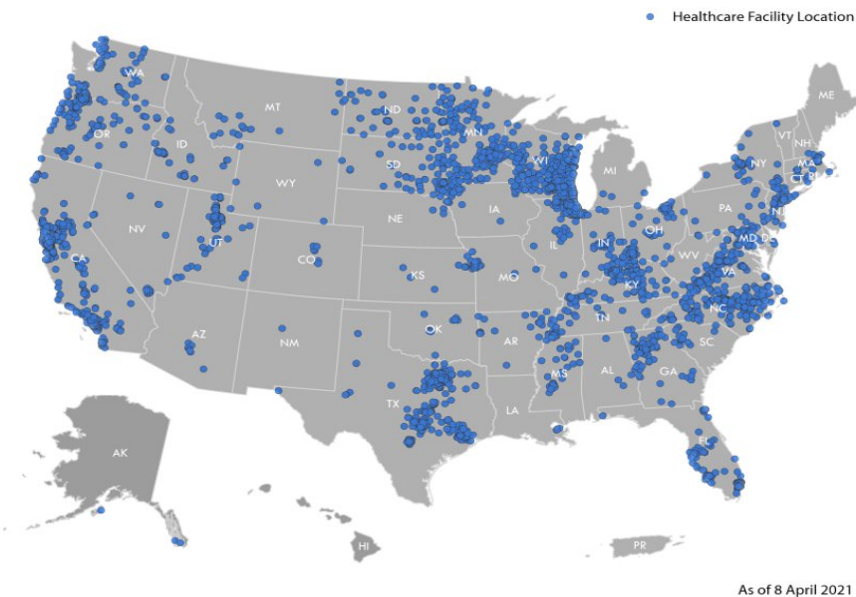 Healthcare Facility Location
WA
MT
ND
MN
ME
VT
NH
OR
ID
SD
WI
MI
NY
MA
CT
RI
WY
IA
PA
NJ
NE
OH
NV
UT
IL
IN
MD
DE
CA
CO
KS
MO
WV
VA
KY
NC
TN
AZ
NM
OK
AR
SC
MS
AL
GA
TX
LA
FL
AK
HI
PR
As of 8 April 2021